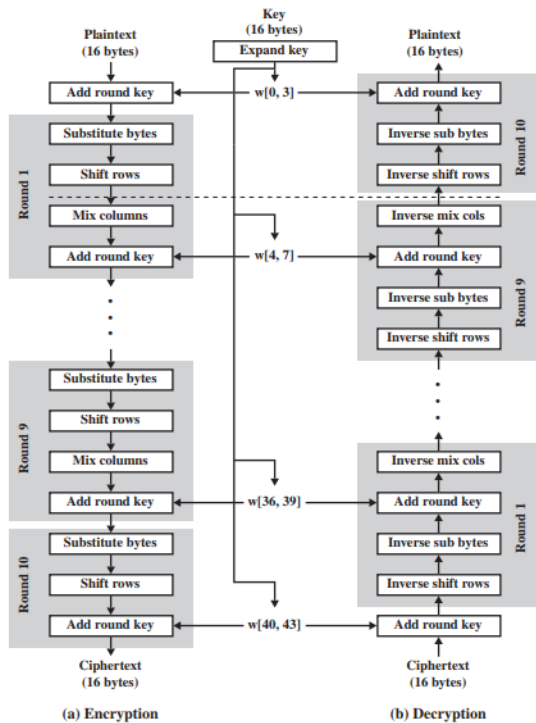 Plaintext
(16 bytes)
Add round key
Round 1
Substitute bytes
Shift rows
Mix columns
Add round key
Round 9
Substitute bytes
Shift rows
Mix columns
Add round key
Round 10
Substitute bytes
Shift rows
Add round key
Ciphertext
(16 bytes)
(a) Encryption
Key
(16 bytes)
Expand key
w[0, 3]
w[4, 7]
w[36, 39]
w[40, 43]
Plaintext
(16 bytes)
Add round key
Inverse sub bytes
Inverse shift rows
Round 10
Inverse mix cols
Add round key
Inverse sub bytes
Inverse shift rows
Round 9
Inverse mix cols
Add round key
Inverse sub bytes
Inverse shift rows
Round 1
Add round key
Ciphertext
(16 bytes)
(b) Decryption